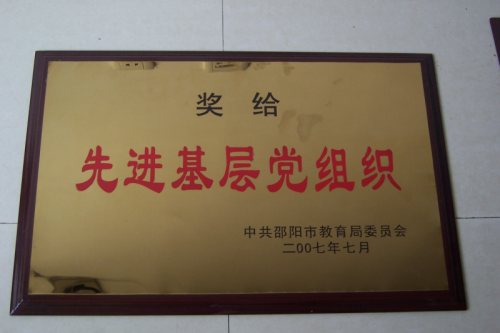 奖 给
先进基层党组织
中共邵阳市教育局委员会
二00七年七月